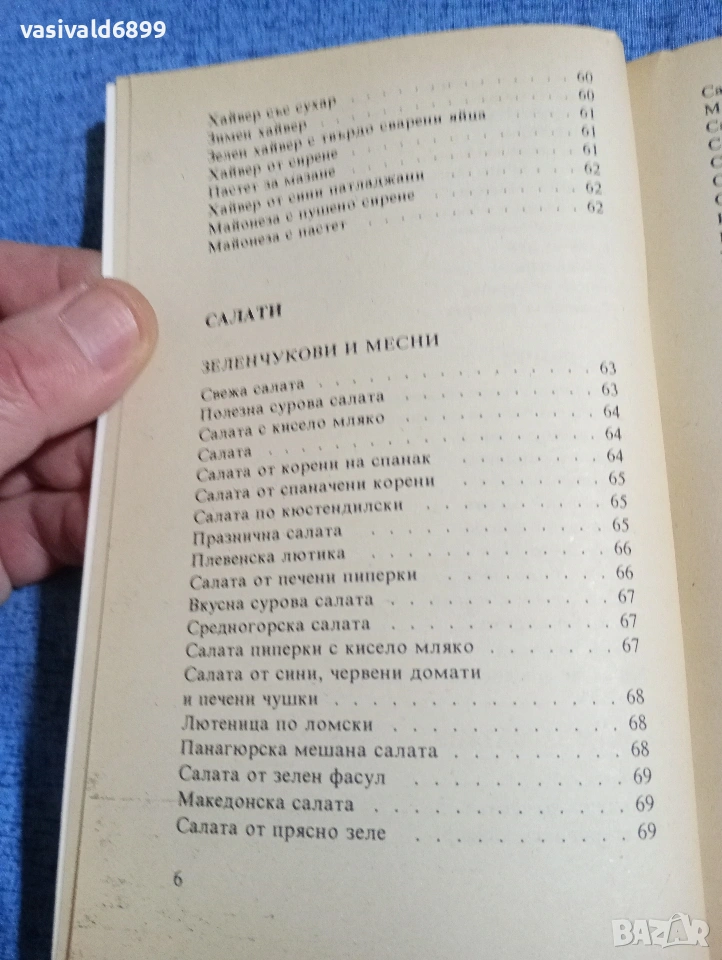 vasivald6899
Хайвер със сухар 60
Зимен хайвер 60
Зелен хайвер с твърдо сварени яйца 61
Хайвер от сирене 61
Пастет за мазане 61
Хайвер от сини патладжани 62
Майонеза с пушено сирене 62
Майонеза с пастет 62
САЛАТИ
ЗЕЛЕНЧУКОВИ И МЕСНИ
Свежа салата 63
Полезна сурова салата 63
Салата с кисело мляко 64
Салата 64
Салата от корени на спанак 64
Салата от спаначени корени 65
Салата по кюстендилски 65
Празнична салата 65
Плевенска лютика 66
Салата от печени пиперки 66
Вкусна сурова салата 67
Средногорска салата 67
Салата пиперки с кисело мляко 67
Салата от сини, червени домати
и печени чушки 68
Лютеница по ломски 68
Панагюрска мешана салата 68
Салата от зелен фасул 69
Македонска салата 69
Салата от прясно зеле 69
6
BAZAR